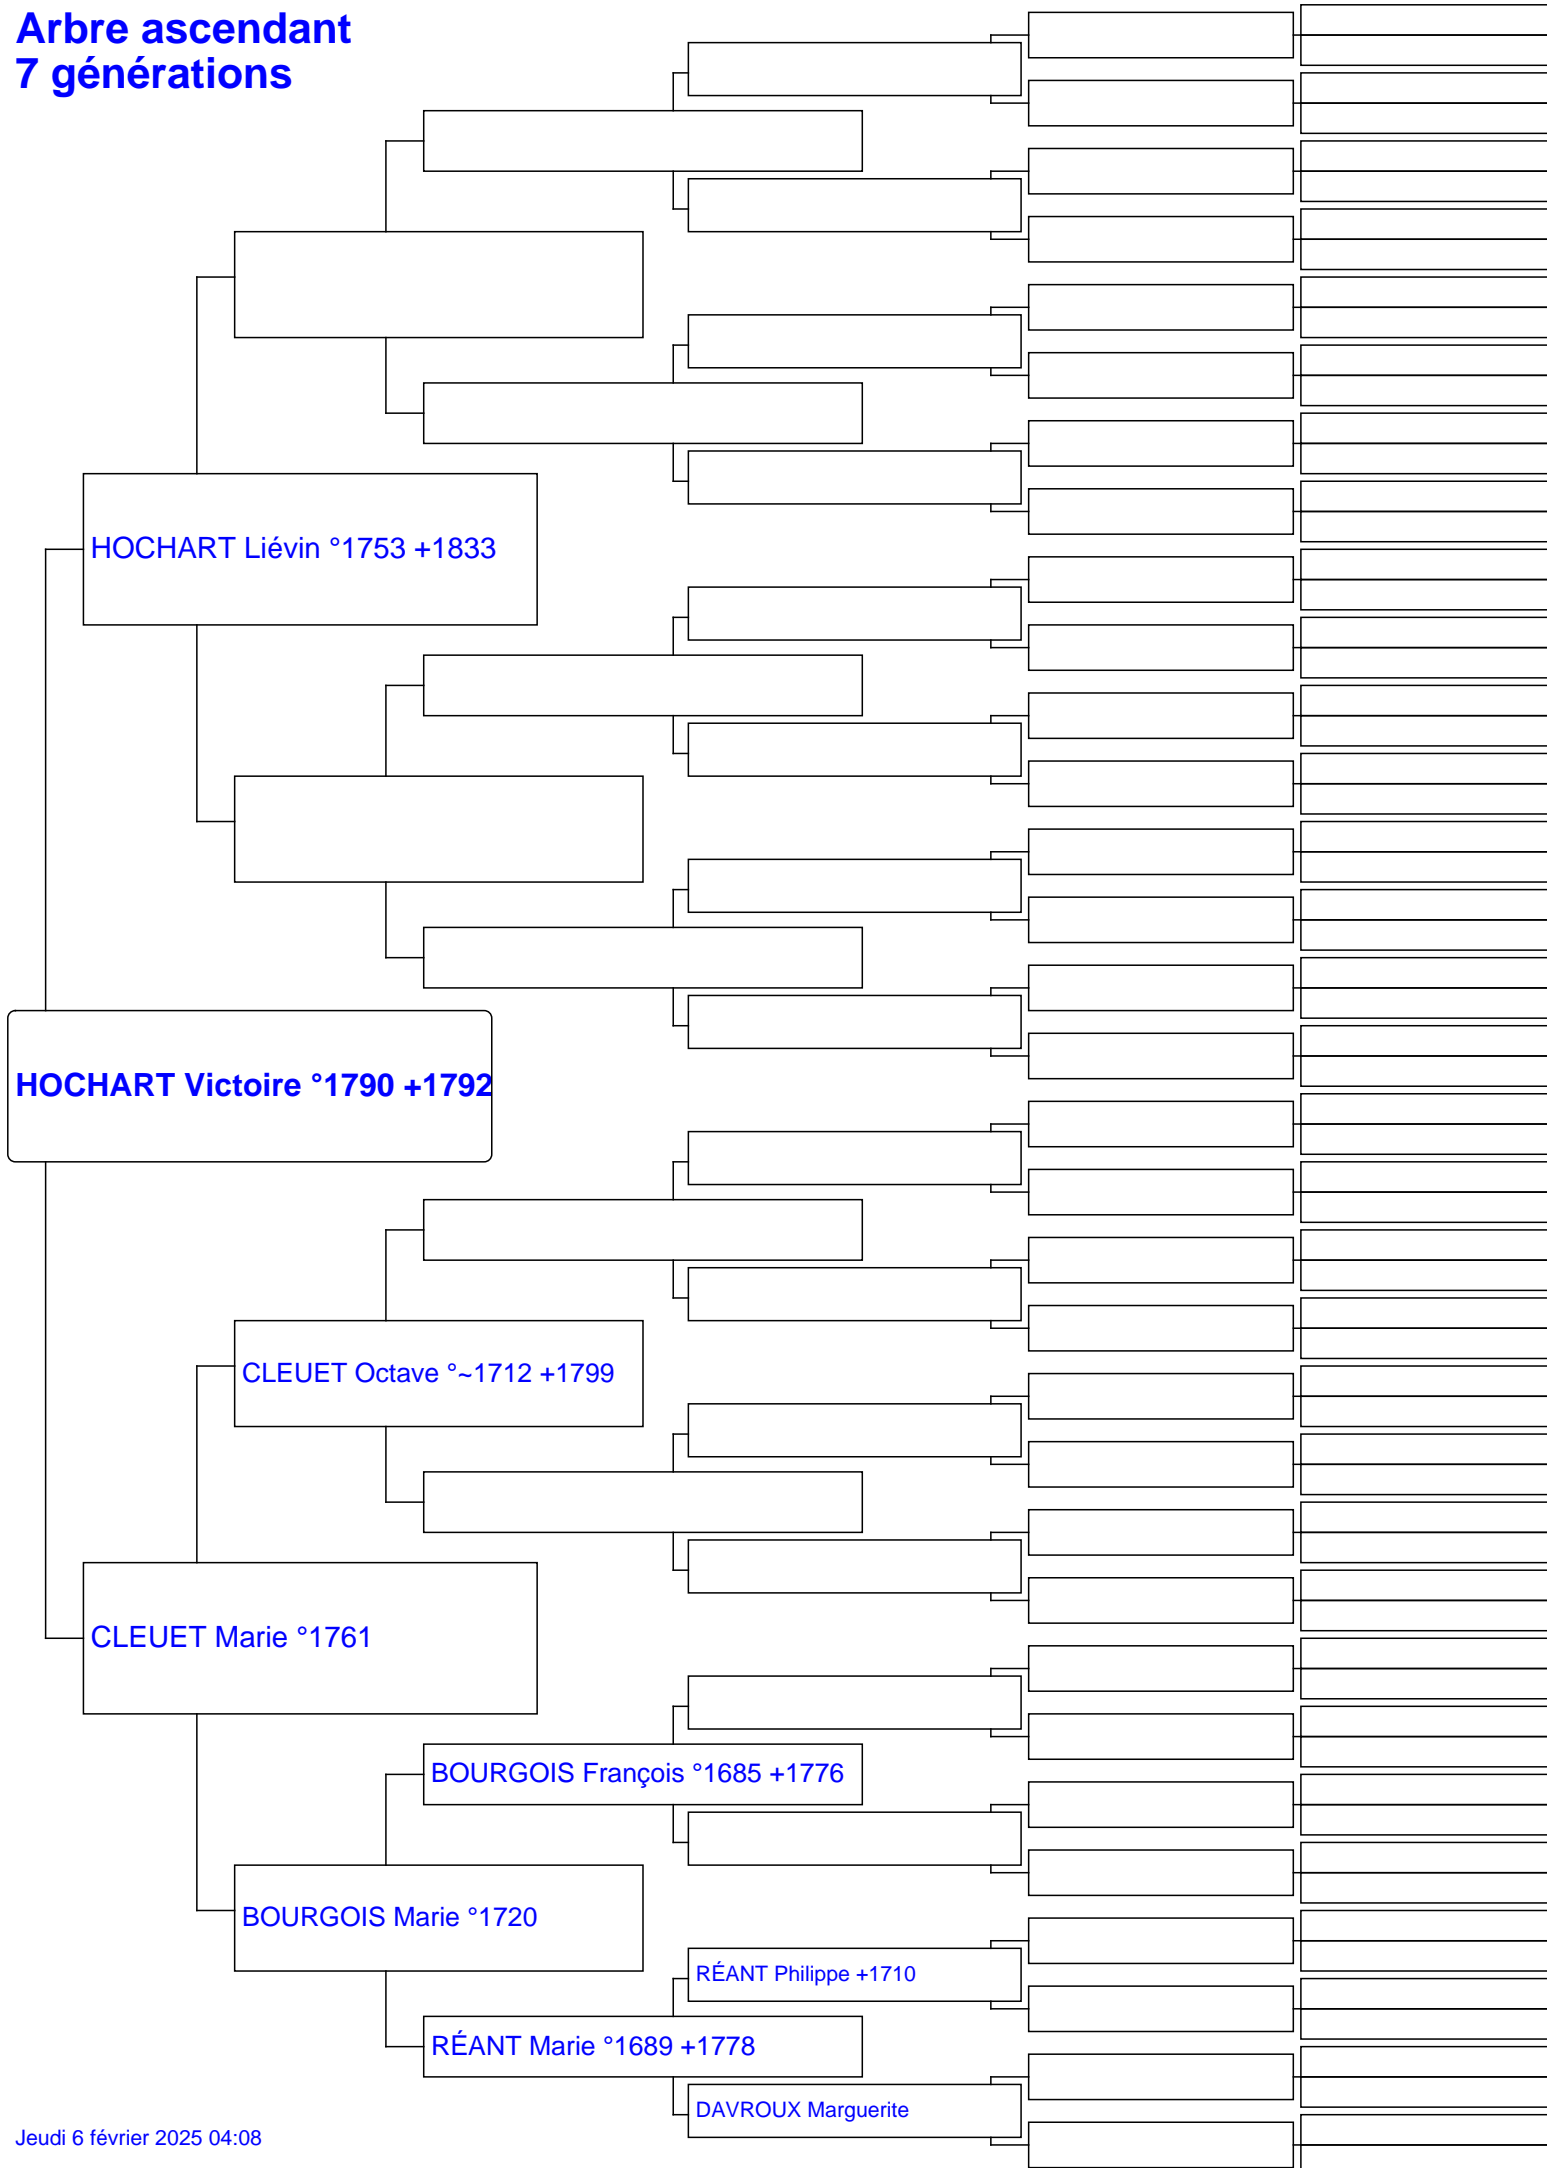 Arbre ascendant
7 générations
HOCHART Liévin °1753 +1833
HOCHART Victoire °1790 +1792
CLEUET Octave °~1712 +1799
CLEUET Marie °1761
BOURGOIS François °1685 +1776
BOURGOIS Marie °1720
RÉANT Philippe +1710
RÉANT Marie °1689 +1778
DAVROUX Marguerite
Jeudi 6 février 2025 04:08